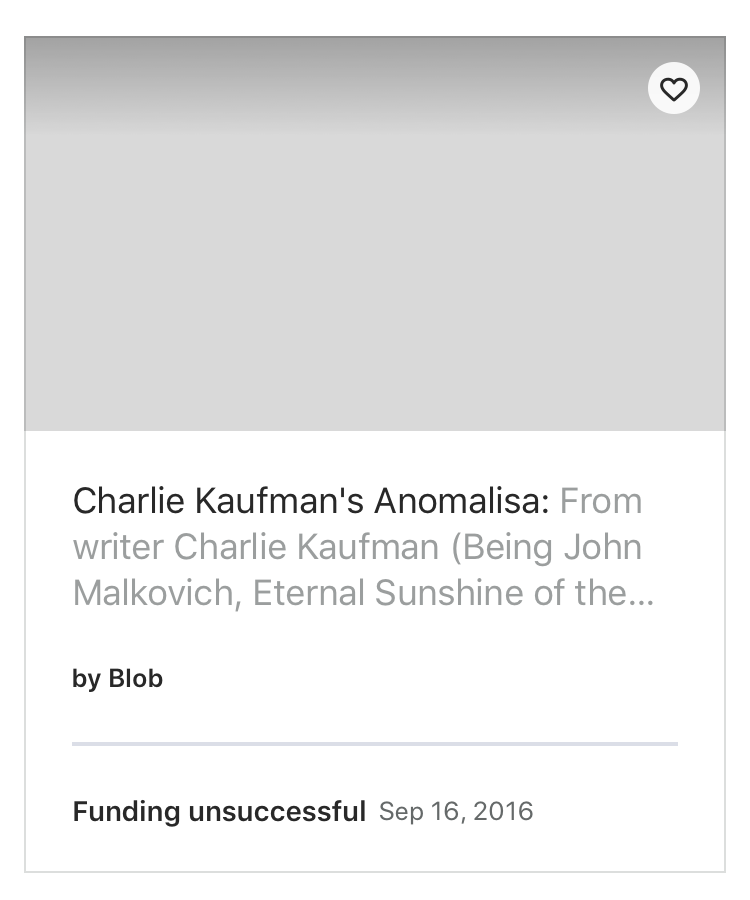 Charlie Kaufman's Anomalisa: From
writer Charlie Kaufman (Being John
Malkovich, Eternal Sunshine of the...
by Blob
Funding unsuccessful Sep 16, 2016